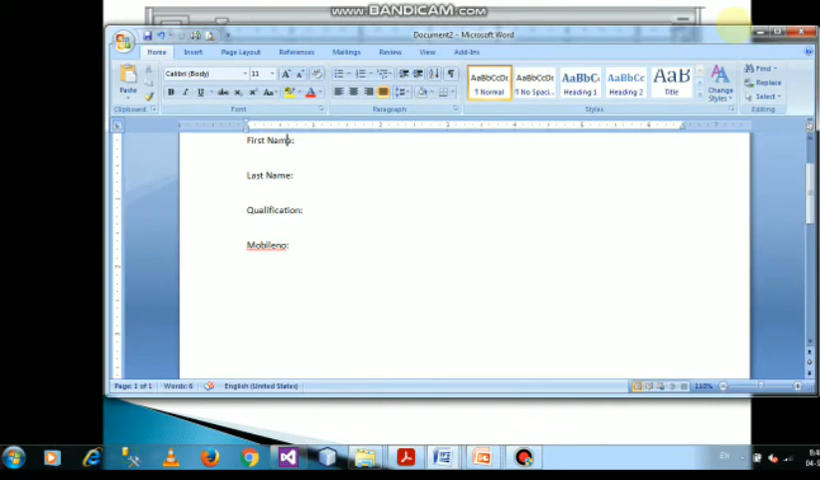 www.BANDICAM.com
Document2 - Microsoft Word
Home Insert Page Layout References Mailings Review View Add-Ins
Paste
Calibri (Body) 11
AaBbCcDc AaBbCcDc AaBbC AaBbCc AaB
¶ Normal ¶ No Spaci... Heading 1 Heading 2 Title
Change Styles
Find
Replace
Select
Clipboard Font Paragraph Styles Editing
First Name:
Last Name:
Qualification:
Mobileno:
Page: 1 of 1 Words: 6 English (United States) 110%
EN